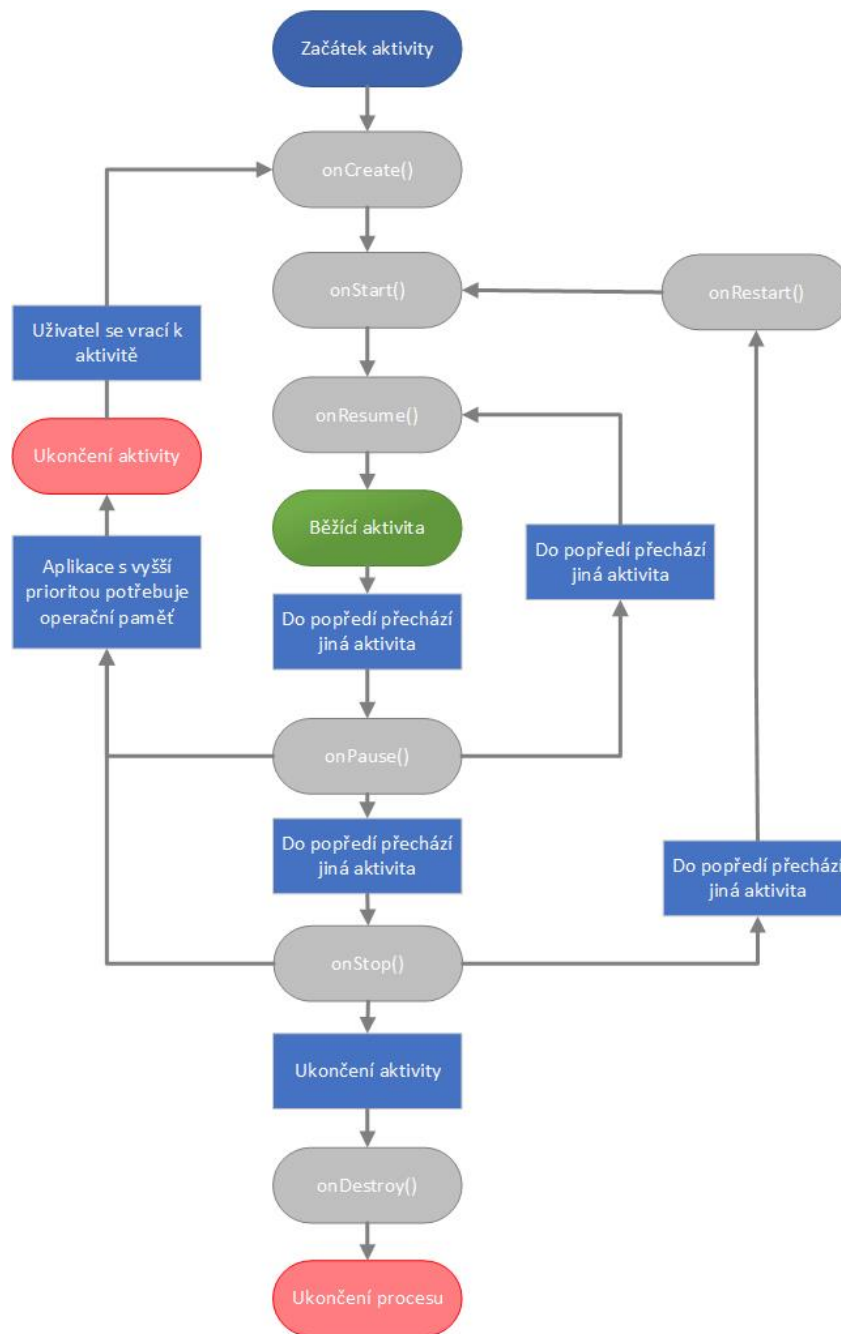 Začátek aktivity
onCreate()
onStart()
onRestart()
Uživatel se vrací k
aktivitě
onResume()
Ukončení aktivity
Běžící aktivita
Do popředí přechází
jiná aktivita
Aplikace s vyšší
prioritou potřebuje
operační paměť
Do popředí přechází
jiná aktivita
onPause()
Do popředí přechází
jiná aktivita
Do popředí přechází
jiná aktivita
onStop()
Ukončení aktivity
onDestroy()
Ukončení procesu